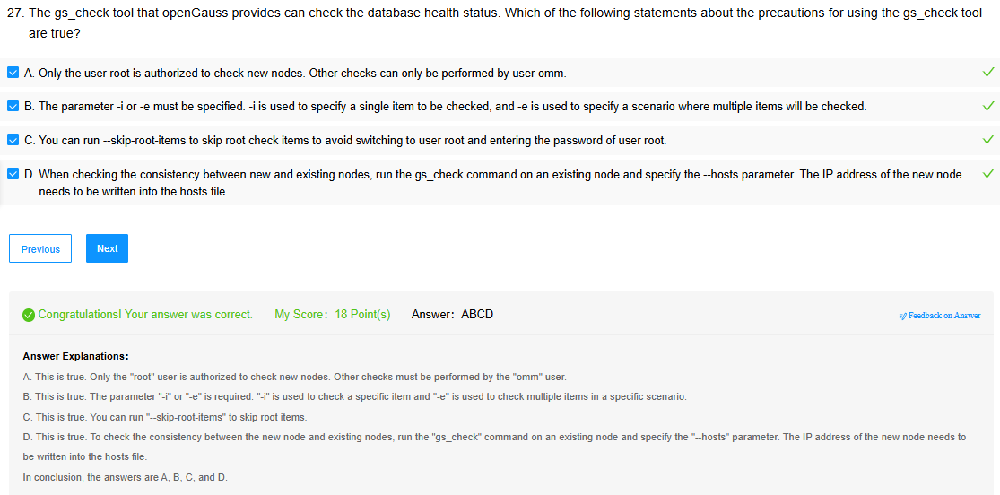 27. The gs_check tool that openGauss provides can check the database health status. Which of the following statements about the precautions for using the gs_check tool
are true?
A. Only the user root is authorized to check new nodes. Other checks can only be performed by user omm.
B. The parameter -i or -e must be specified. -i is used to specify a single item to be checked, and -e is used to specify a scenario where multiple items will be checked.
C. You can run --skip-root-items to skip root check items to avoid switching to user root and entering the password of user root.
D. When checking the consistency between new and existing nodes, run the gs_check command on an existing node and specify the --hosts parameter. The IP address of the new node
needs to be written into the hosts file.
Previous Next
Congratulations! Your answer was correct. My Score: 18 Point(s) Answer: ABCD Feedback on Answer
Answer Explanations:
A. This is true. Only the "root" user is authorized to check new nodes. Other checks must be performed by the "omm" user.
B. This is true. The parameter "-i" or "-e" is required. "-i" is used to check a specific item and "-e" is used to check multiple items in a specific scenario.
C. This is true. You can run "--skip-root-items" to skip root items.
D. This is true. To check the consistency between the new node and existing nodes, run the "gs_check" command on an existing node and specify the "--hosts" parameter. The IP address of the new node needs to
be written into the hosts file.
In conclusion, the answers are A, B, C, and D.